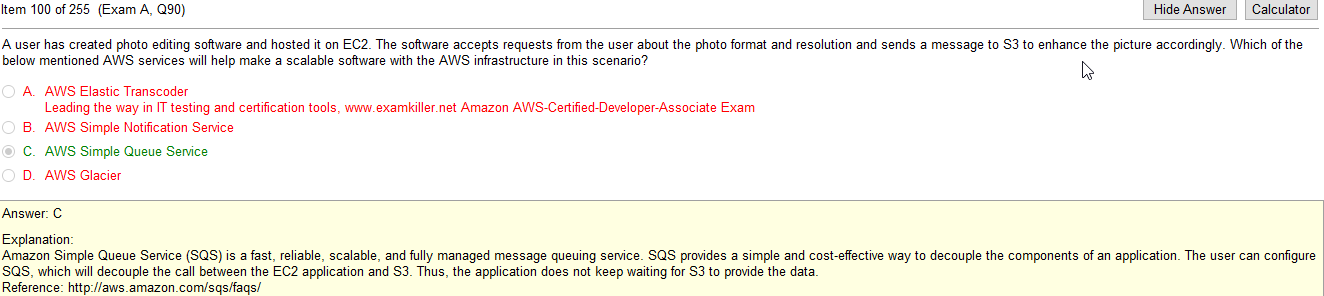 Item 100 of 255 (Exam A, Q90)
Hide Answer
Calculator
A user has created photo editing software and hosted it on EC2. The software accepts requests from the user about the photo format and resolution and sends a message to S3 to enhance the picture accordingly. Which of the
below mentioned AWS services will help make a scalable software with the AWS infrastructure in this scenario?
A. AWS Elastic Transcoder
Leading the way in IT testing and certification tools, www.examkiller.net Amazon AWS-Certified-Developer-Associate Exam
B. AWS Simple Notification Service
C. AWS Simple Queue Service
D. AWS Glacier
Answer: C
Explanation:
Amazon Simple Queue Service (SQS) is a fast, reliable, scalable, and fully managed message queuing service. SQS provides a simple and cost-effective way to decouple the components of an application. The user can configure
SQS, which will decouple the call between the EC2 application and S3. Thus, the application does not keep waiting for S3 to provide the data.
Reference: http://aws.amazon.com/sqs/faqs/